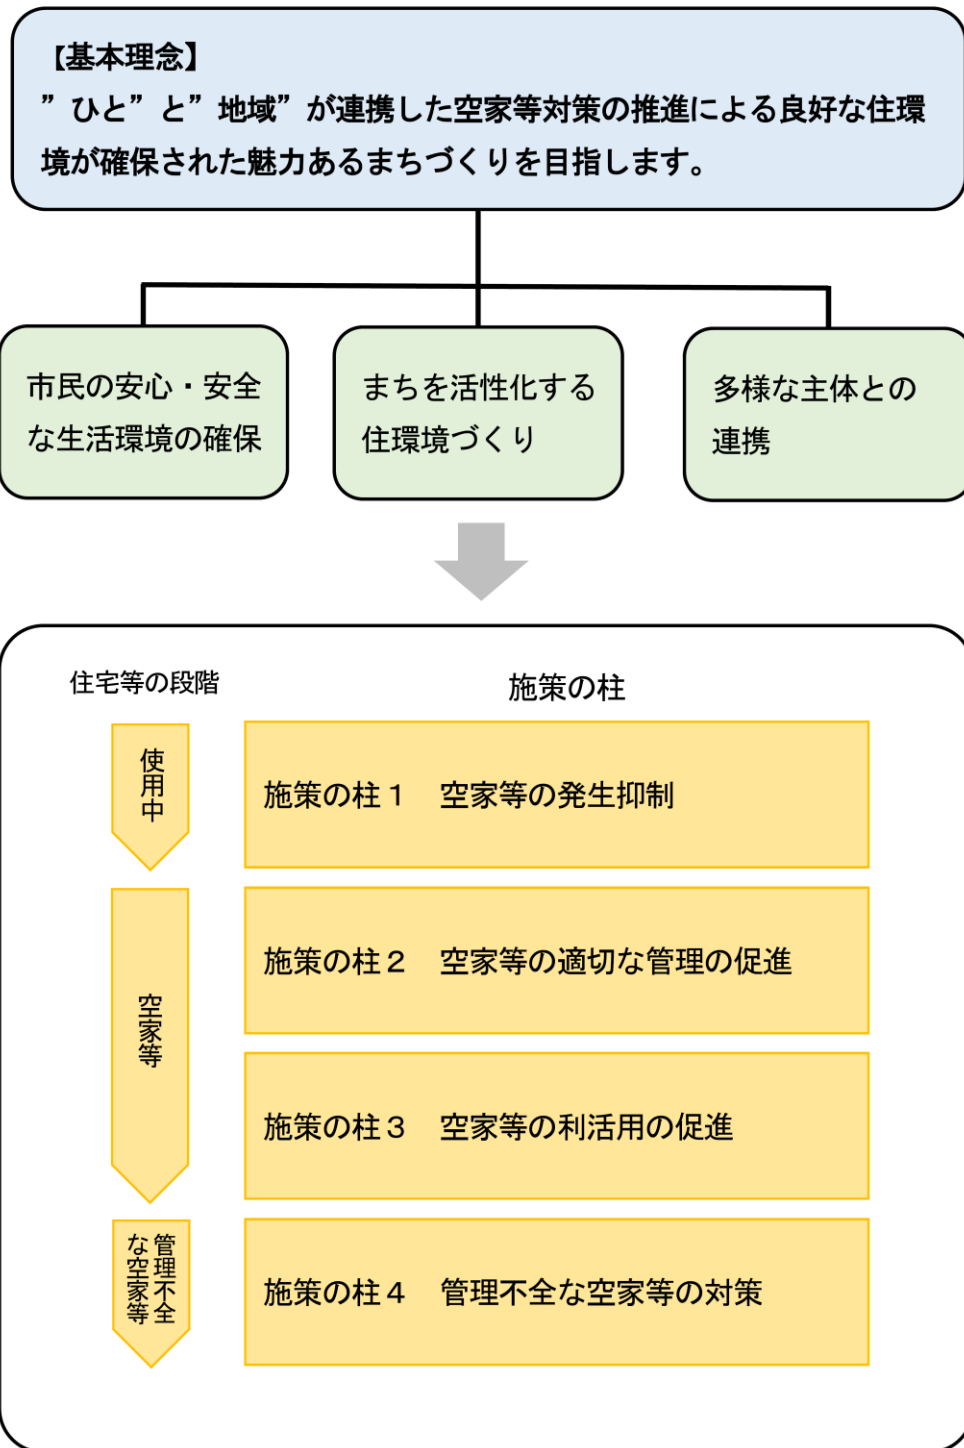 【基本理念】
”ひと”と”地域”が連携した空家等対策の推進による良好な住環
境が確保された魅力あるまちづくりを目指します。
市民の安心・安全
な生活環境の確保
まちを活性化する
住環境づくり
多様な主体との
連携
住宅等の段階
施策の柱
使用中
施策の柱１　空家等の発生抑制
空家等
施策の柱２　空家等の適切な管理の促進
施策の柱３　空家等の利活用の促進
管理不全
な空家等
施策の柱４　管理不全な空家等の対策